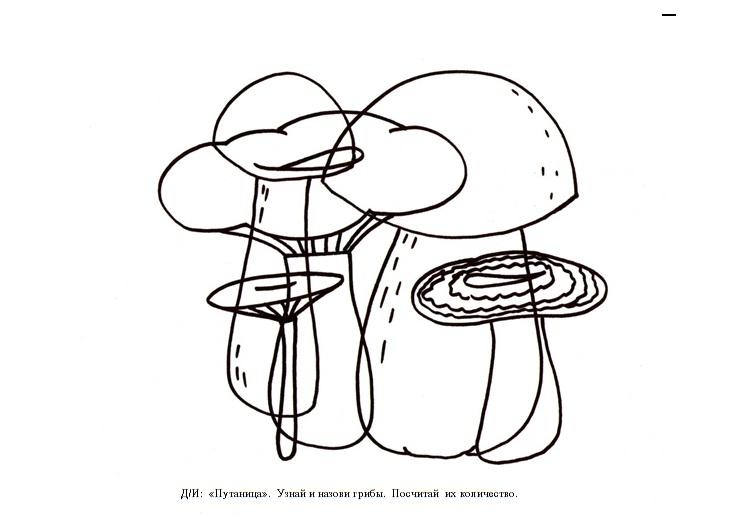 Д/И: «Путаница». Узнай и назови грибы. Посчитай их количество.